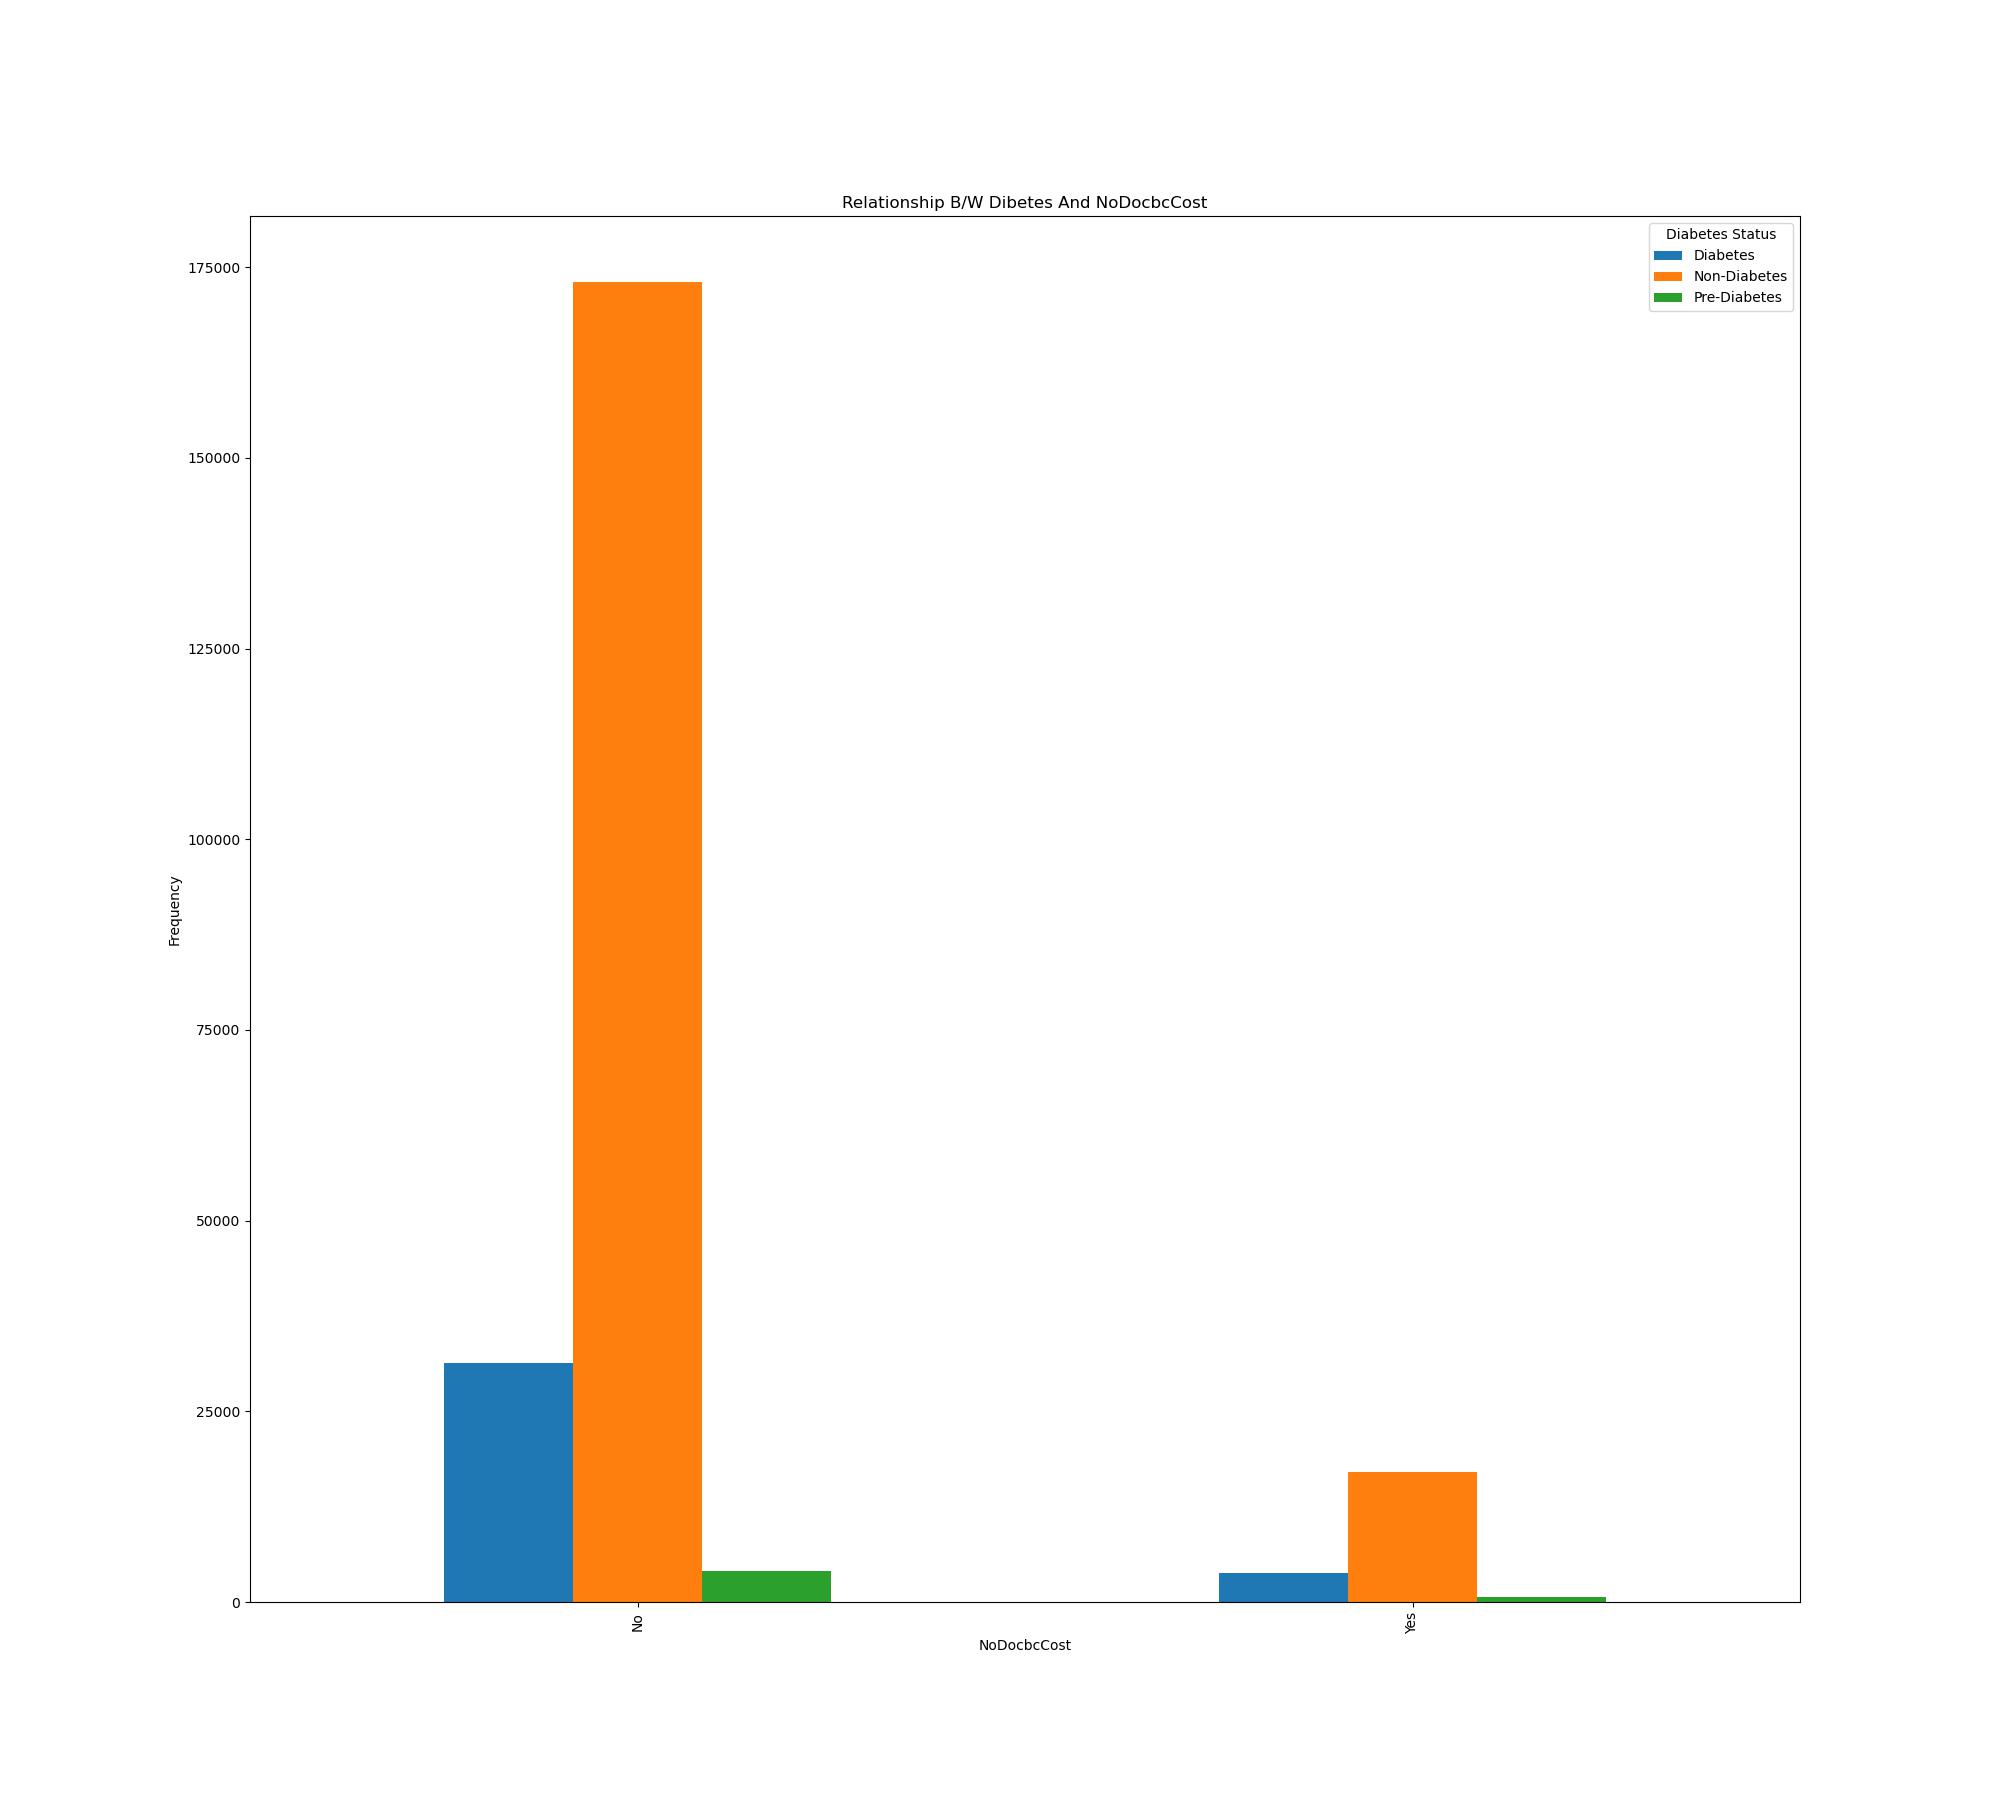 Relationship B/W Dibetes And NoDocbcCost
Diabetes Status
Diabetes
Non-Diabetes
Pre-Diabetes
175000
150000
125000
100000
75000
50000
25000
0
Frequency
No
Yes
NoDocbcCost